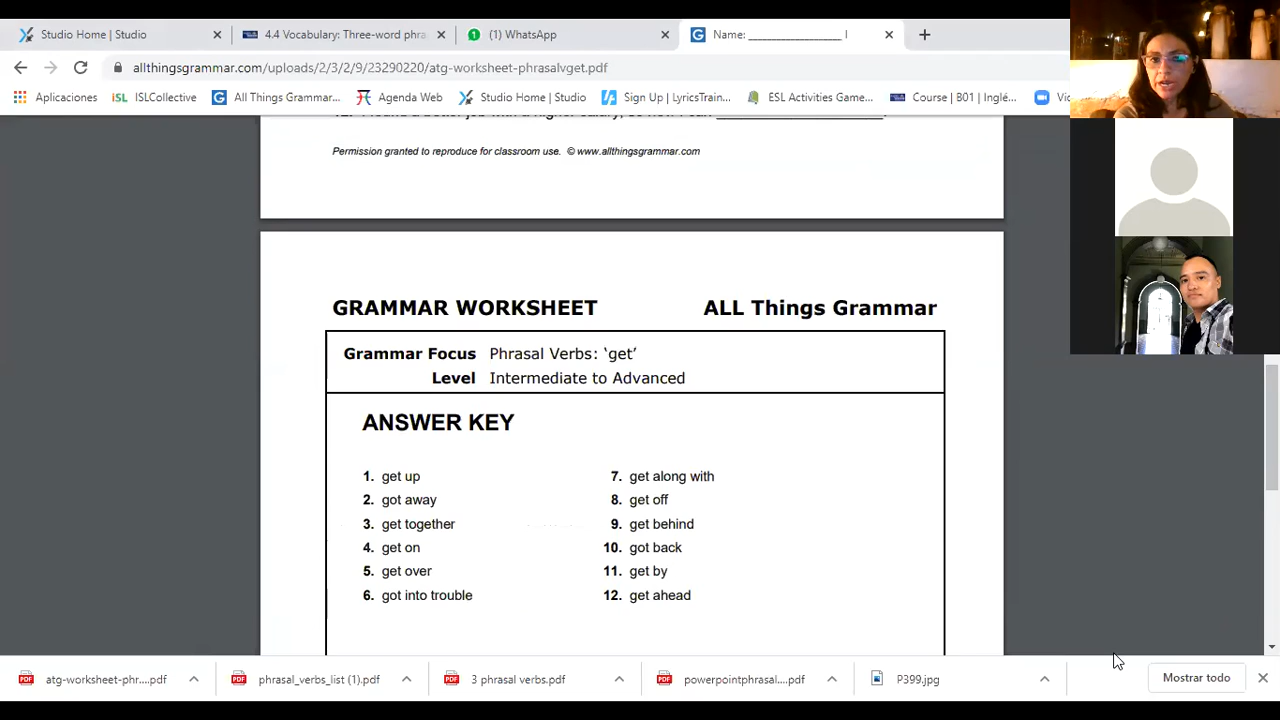 Studio Home | Studio
4.4 Vocabulary: Three-word phra
(1) WhatsApp
Name: ____________________ I
allthingsgrammar.com/uploads/2/3/2/9/23290220/atg-worksheet-phrasalvget.pdf
Aplicaciones
iSL ISLCollective
G All Things Grammar...
Agenda Web
Studio Home | Studio
Sign Up | LyricsTrain...
ESL Activities Game...
Course | B01 | Inglé...
Permission granted to reproduce for classroom use. © www.allthingsgrammar.com
GRAMMAR WORKSHEET
ALL Things Grammar
Grammar Focus Phrasal Verbs: ‘get’
Level Intermediate to Advanced
ANSWER KEY
1. get up
2. got away
3. get together
4. get on
5. get over
6. got into trouble
7. get along with
8. get off
9. get behind
10. got back
11. get by
12. get ahead
atg-worksheet-phr....pdf
phrasal_verbs_list (1).pdf
3 phrasal verbs.pdf
powerpointphrasal....pdf
P399.jpg
Mostrar todo